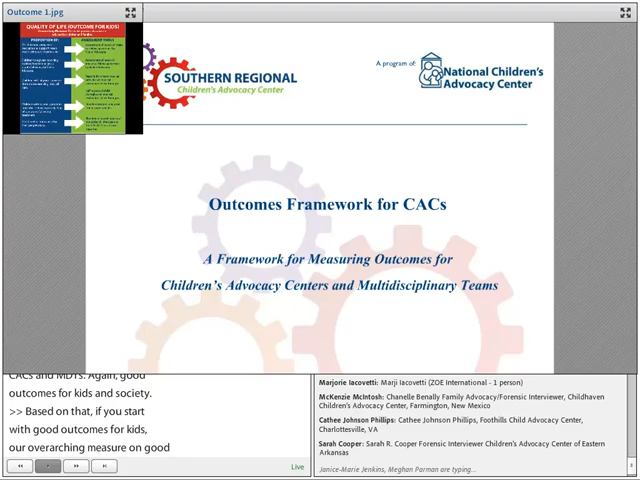 Outcome 1.jpg
QUALITY OF LIFE (OUTCOME FOR KIDS)
SOUTHERN REGIONAL
Children's Advocacy Center
A program of:
National Children's
Advocacy Center
Outcomes Framework for CACs
A Framework for Measuring Outcomes for
Children's Advocacy Centers and Multidisciplinary Teams
CACs and MDTs. Again, good
outcomes for kids and society.
>> Based on that, if you start
with good outcomes for kids,
our overarching measure on good
Live
Marjorie Iacovetti: Marji Iacovetti (ZOE International - 1 person)
McKenzie McIntosh: Chanelle Benally Family Advocacy/Forensic Interviewer, Childhaven
Children's Advocacy Center, Farmington, New Mexico
Cathee Johnson Phillips: Cathee Johnson Phillips, Foothills Child Advocacy Center,
Charlottesville, VA
Sarah Cooper: Sarah R. Cooper Forensic Interviewer Children's Advocacy Center of Eastern
Arkansas
Janice-Marie Jenkins, Meghan Parman are typing...